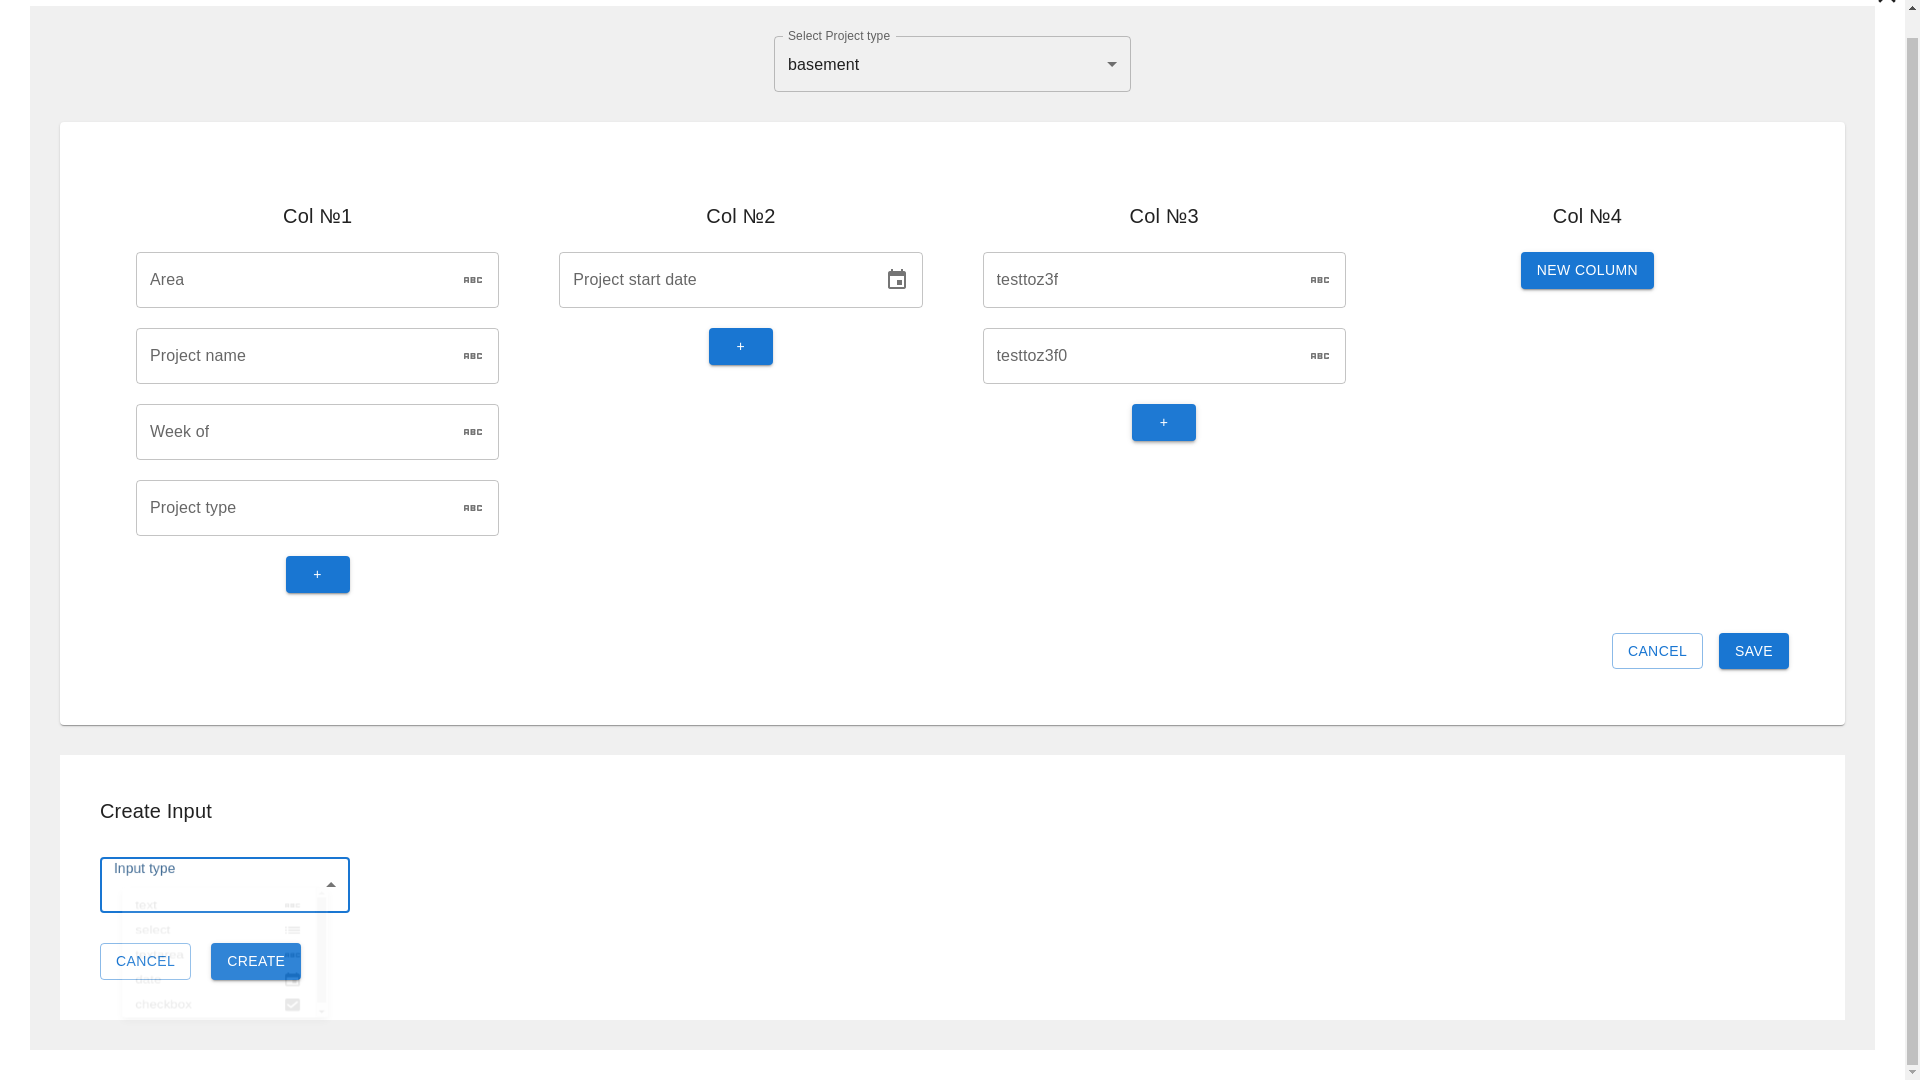 Select Project type
basement
Col №1
Area
Project name
Week of
Project type
+
Col №2
Project start date
+
Col №3
testtoz3f
testtoz3f0
+
Col №4
NEW COLUMN
CANCEL SAVE
Create Input
Input type
text
select
date
checkbox
CANCEL CREATE